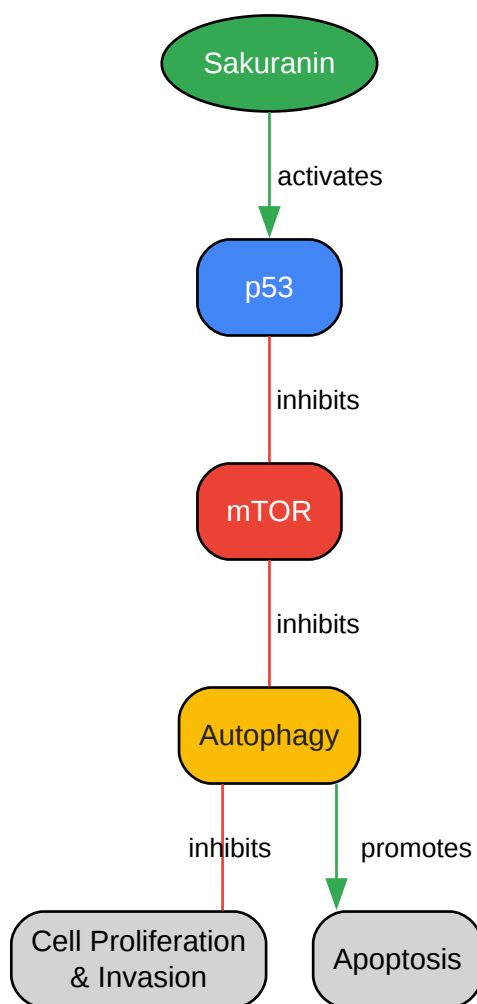 Sakuranin
activates
p53
inhibits
mTOR
inhibits
Autophagy
inhibits
promotes
Cell Proliferation
& Invasion
Apoptosis